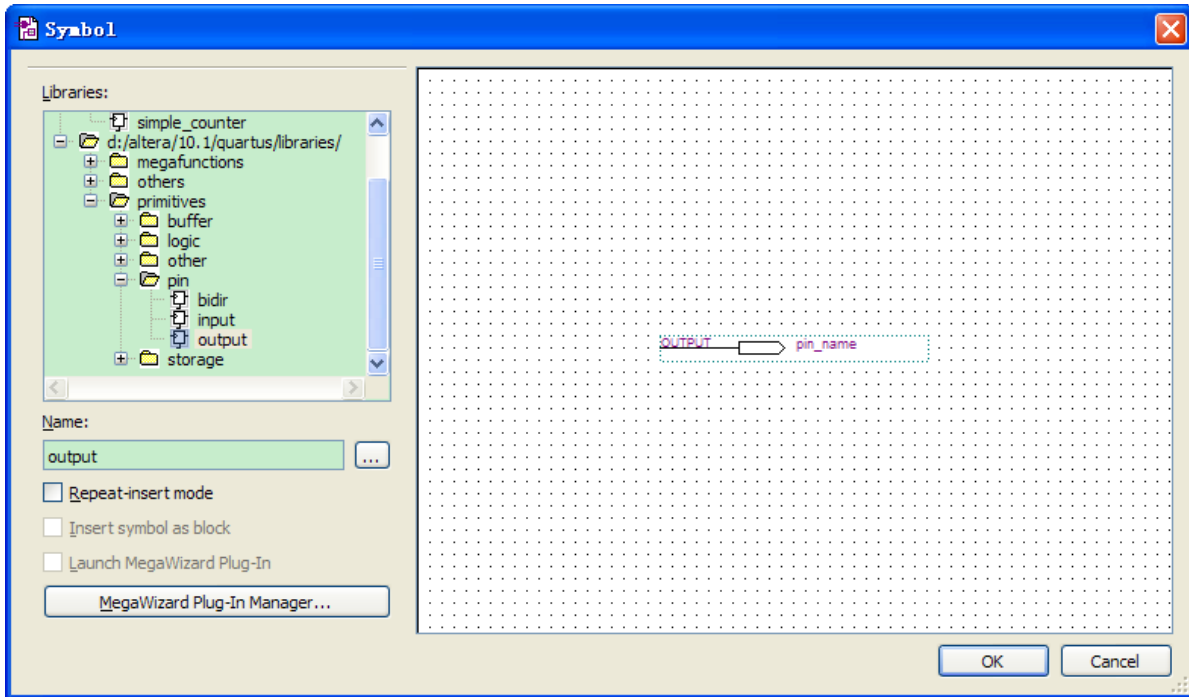 Symbol
Libraries:
simple_counter
d:/altera/10.1/quartus/libraries/
megafunctions
others
primitives
buffer
logic
other
pin
bidir
input
output
storage
Name:
output
...
Repeat-insert mode
Insert symbol as block
Launch MegaWizard Plug-In
MegaWizard Plug-In Manager...
OUTPUT pin_name
OK Cancel